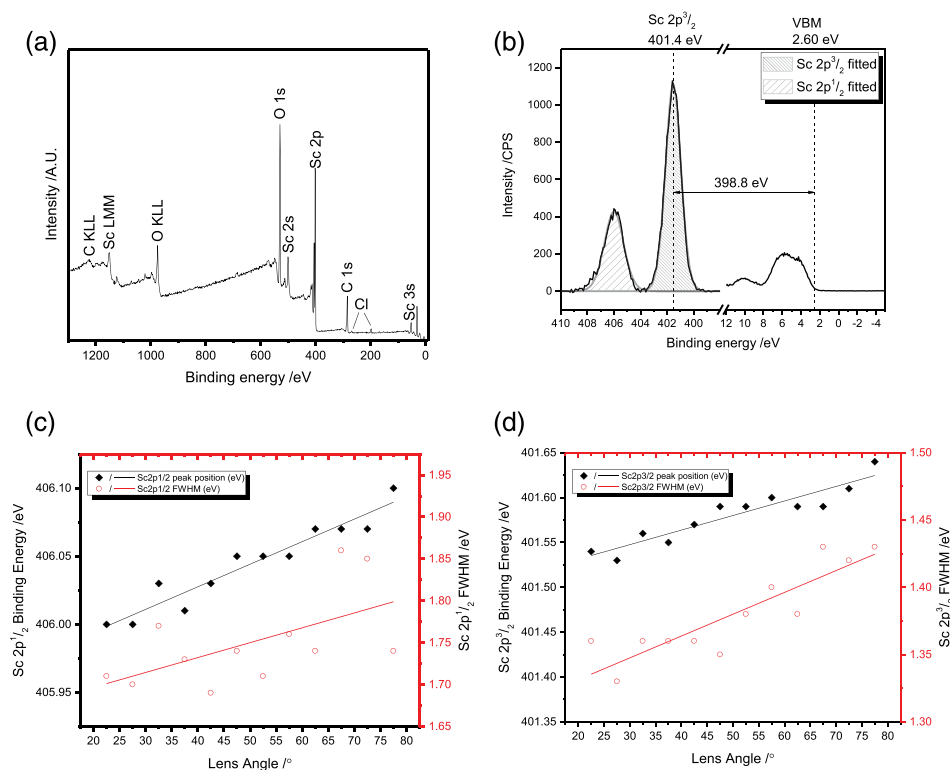 (a)
C KLL
Sc LMM
O KLL
O 1s
Sc 2s
Sc 2p
C 1s
Cl
Sc 3s
Intensity /A.U.
1200 1000 800 600 400 200 0
Binding energy /eV
(b)
Sc 2p³/₂
401.4 eV
VBM
2.60 eV
Sc 2p³/₂ fitted
Sc 2p¹/₂ fitted
398.8 eV
Intensity /CPS
1200
1000
800
600
400
200
0
410 408 406 404 402 400 12 10 8 6 4 2 0 -2 -4
Binding energy /eV
(c)
/ Sc2p1/2 peak position (eV)
/ Sc2p1/2 FWHM (eV)
Sc 2p¹/₂ Binding Energy /eV
406.10
406.05
406.00
405.95
Sc 2p¹/₂ FWHM /eV
1.95
1.90
1.85
1.80
1.75
1.70
1.65
20 25 30 35 40 45 50 55 60 65 70 75 80
Lens Angle /°
(d)
/ Sc2p3/2 peak position (eV)
/ Sc2p3/2 FWHM (eV)
Sc 2p³/₂ Binding Energy /eV
401.65
401.60
401.55
401.50
401.45
401.40
401.35
Sc 2p³/₂ FWHM /eV
1.50
1.45
1.40
1.35
1.30
20 25 30 35 40 45 50 55 60 65 70 75 80
Lens Angle /°